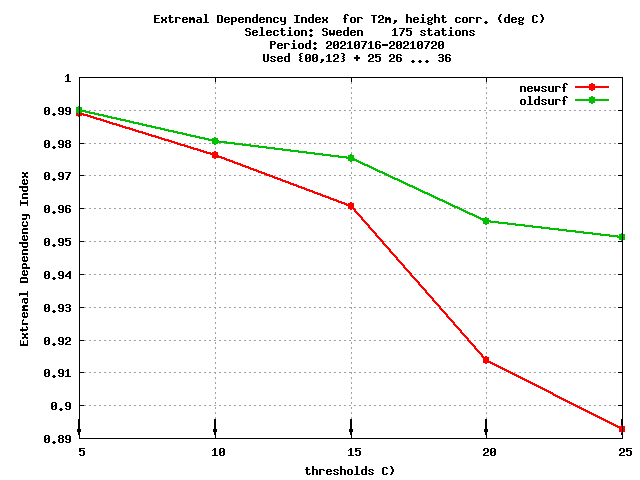 Extremal Dependency Index  for T2m, height corr. (deg C)
Selection: Sweden    175 stations
Period: 20210716-20210720
Used {00,12} + 25 26 ... 36
newsurf
oldsurf
Extremal Dependency Index
1
0.99
0.98
0.97
0.96
0.95
0.94
0.93
0.92
0.91
0.9
0.89
5 10 15 20 25
thresholds C)